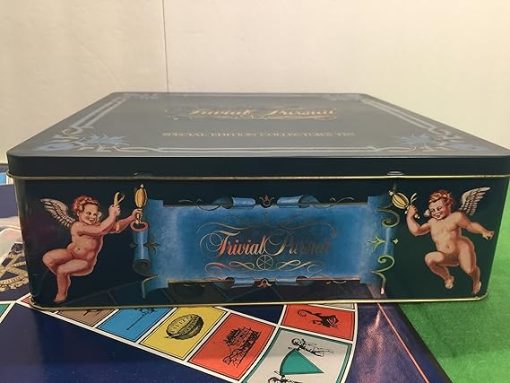 Trivial Pursuit
SPECIAL EDITION COLLECTOR'S TIN
Trivial Pursuit